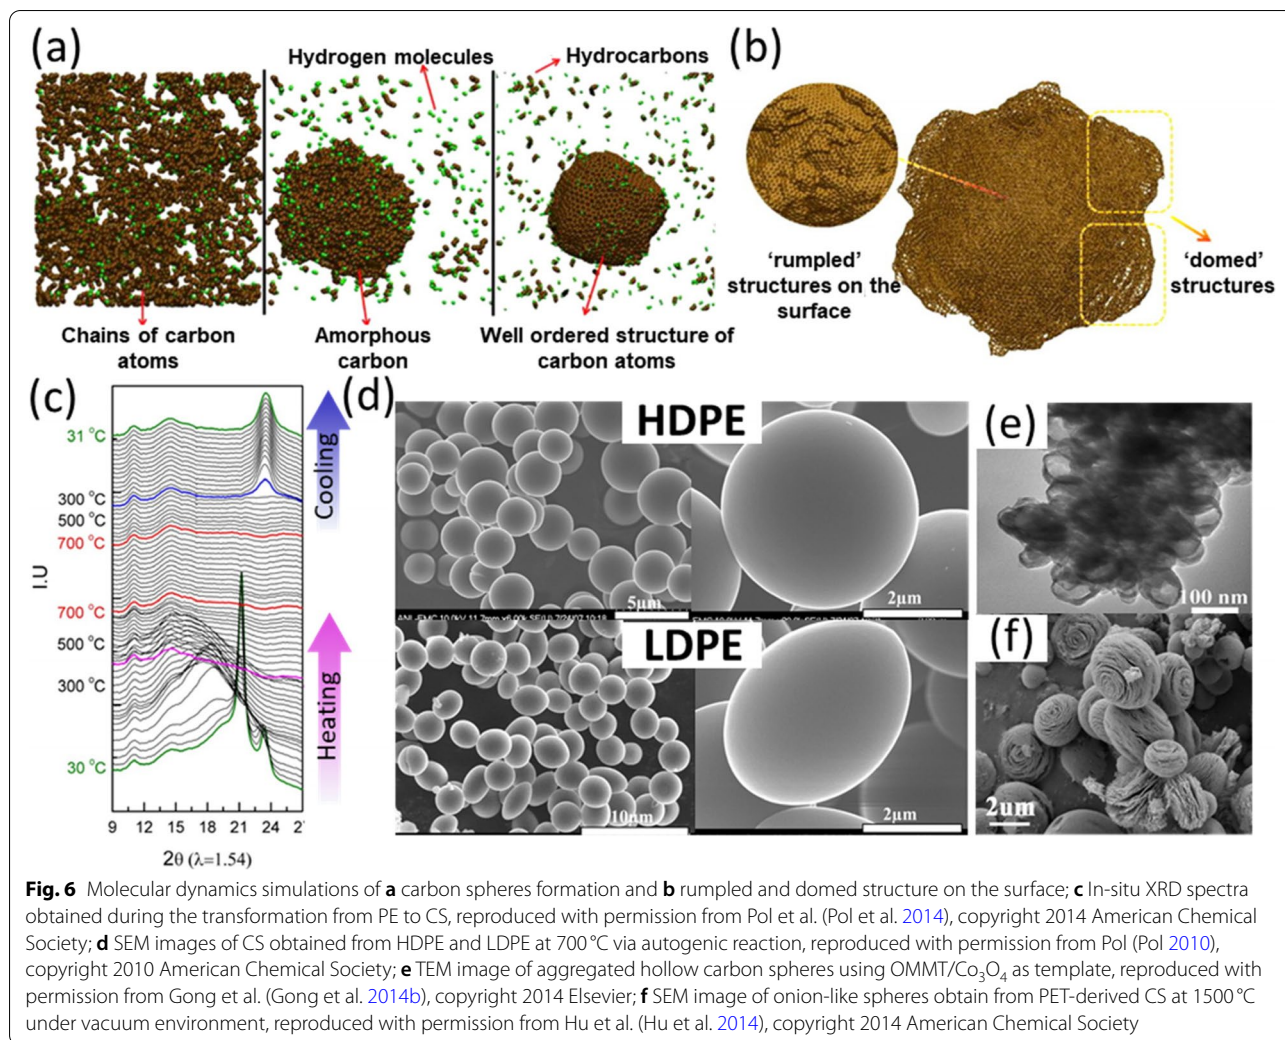 (a)
Hydrogen molecules
Hydrocarbons
Chains of carbon
atoms
Amorphous
carbon
Well ordered structure of
carbon atoms
(b)
‘rumpled’
structures on the
surface
‘domed’
structures
(c)
31 °C
300 °C
500 °C
700 °C
700 °C
500 °C
300 °C
30 °C
I.U
Cooling
Heating
9 12 15 18 21 24
2θ (λ=1.54)
(d)
HDPE
5μm
2μm
LDPE
10μm
2μm
(e)
100 nm
(f)
2um
Fig. 6 Molecular dynamics simulations of a carbon spheres formation and b rumpled and domed structure on the surface; c In-situ XRD spectra
obtained during the transformation from PE to CS, reproduced with permission from Pol et al. (Pol et al. 2014), copyright 2014 American Chemical
Society; d SEM images of CS obtained from HDPE and LDPE at 700 °C via autogenic reaction, reproduced with permission from Pol (Pol 2010),
copyright 2010 American Chemical Society; e TEM image of aggregated hollow carbon spheres using OMMT/Co₃O₄ as template, reproduced with
permission from Gong et al. (Gong et al. 2014b), copyright 2014 Elsevier; f SEM image of onion-like spheres obtain from PET-derived CS at 1500 °C
under vacuum environment, reproduced with permission from Hu et al. (Hu et al. 2014), copyright 2014 American Chemical Society